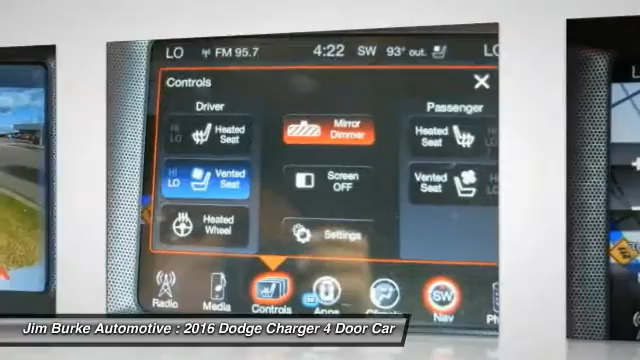 LO FM 95.7 4:22 SW 93° out. LO
Controls
Driver
Passenger
HI LO Heated Seat
Mirror Dimmer
Heated Seat
HI LO Vented Seat
Screen OFF
Vented Seat
Heated Wheel
Settings
Radio
Media
Controls
Apps
SW Nav
Jim Burke Automotive : 2016 Dodge Charger 4 Door Car